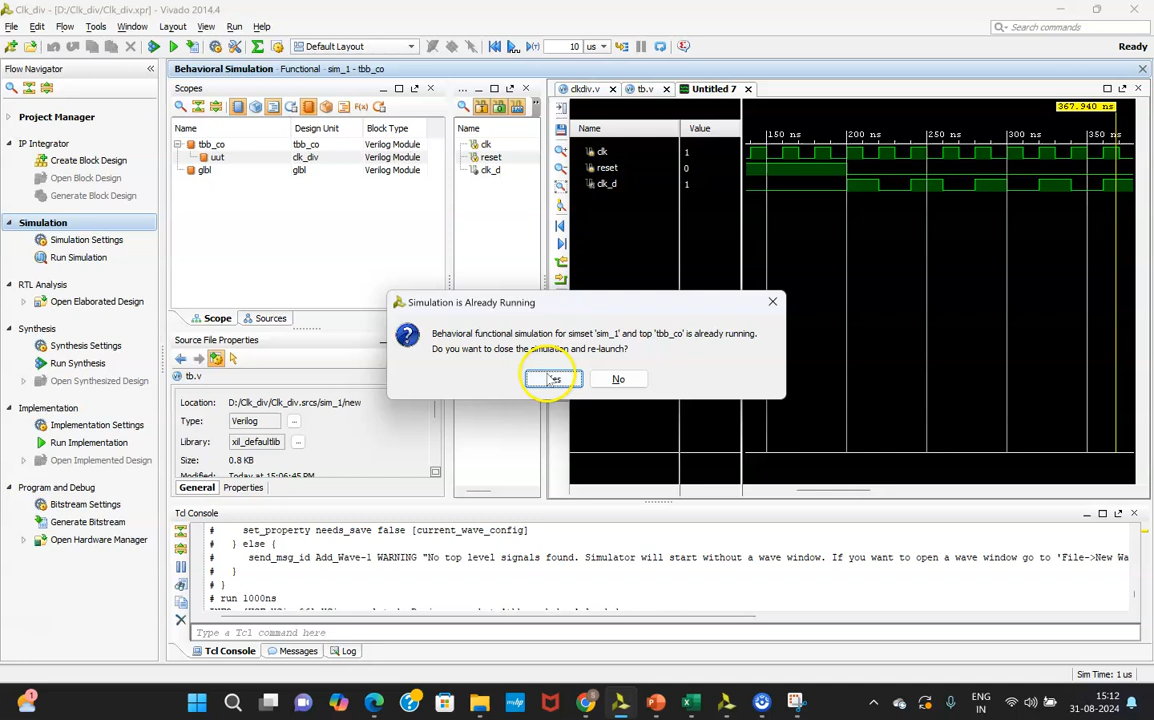 Clk_div - [D:/Clk_div/Clk_div.xpr] - Vivado 2014.4
File Edit Flow Tools Window Layout View Run Help
Search commands
Default Layout
10 us
Ready
Flow Navigator
Project Manager
IP Integrator
Create Block Design
Open Block Design
Generate Block Design
Simulation
Simulation Settings
Run Simulation
RTL Analysis
Open Elaborated Design
Synthesis
Synthesis Settings
Run Synthesis
Open Synthesized Design
Implementation
Implementation Settings
Run Implementation
Open Implemented Design
Program and Debug
Bitstream Settings
Generate Bitstream
Open Hardware Manager
Behavioral Simulation - Functional - sim_1 - tbb_co
Scopes
Name Design Unit Block Type
tbb_co tbb_co Verilog Module
uut clk_div Verilog Module
glbl glbl Verilog Module
Scope Sources
...
Name
clk
reset
clk_d
clkdiv.v tb.v Untitled 7
367.940 ns
Name Value
150 ns 200 ns 250 ns 300 ns 350 ns
clk 1
reset 0
clk_d 1
Simulation is Already Running
Behavioral functional simulation for simset 'sim_1' and top 'tbb_co' is already running.
Do you want to close the simulation and re-launch?
No
Source File Properties
tb.v
Location: D:/Clk_div/Clk_div.srcs/sim_1/new
Type: Verilog ...
Library: xil_defaultlib ...
Size: 0.8 KB
Modified: Today at 15:06:45 PM
General Properties
Tcl Console
# set_property needs_save false [current_wave_config]
# } else {
# send_msg_id Add_Wave-1 WARNING "No top level signals found. Simulator will start without a wave window. If you want to open a wave window go to 'File->New Wa
# }
# }
# run 1000ns
Type a Tcl command here
Tcl Console Messages Log
Sim Time: 1 us
ENG
IN
15:12
31-08-2024